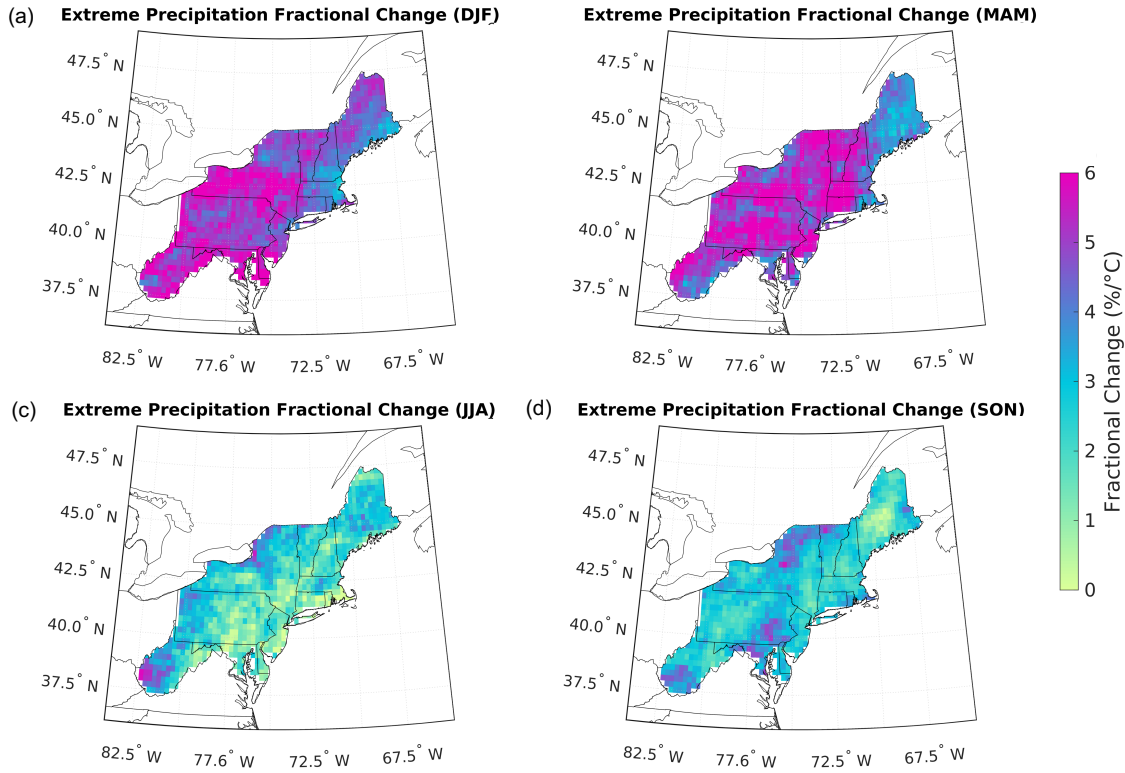 (a) Extreme Precipitation Fractional Change (DJF)
Extreme Precipitation Fractional Change (MAM)
47.5° N
45.0° N
42.5° N
40.0° N
37.5° N
82.5° W 77.6° W 72.5° W 67.5° W
47.5° N
45.0° N
42.5° N
40.0° N
37.5° N
82.5° W 77.6° W 72.5° W 67.5° W
(c) Extreme Precipitation Fractional Change (JJA)
(d) Extreme Precipitation Fractional Change (SON)
47.5° N
45.0° N
42.5° N
40.0° N
37.5° N
82.5° W 77.6° W 72.5° W 67.5° W
47.5° N
45.0° N
42.5° N
40.0° N
37.5° N
82.5° W 77.6° W 72.5° W 67.5° W
6
5
4
3
2
1
0
Fractional Change (%/°C)